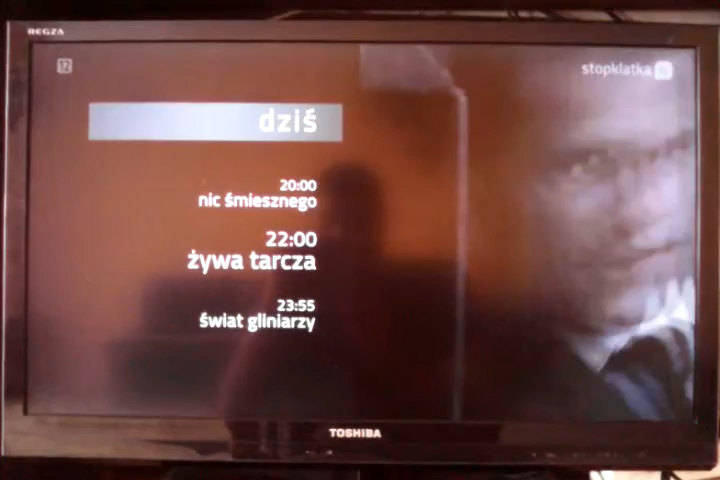 REGZA
12
stopklatka
dziś
20:00
nic śmiesznego
22:00
żywa tarcza
23:55
świat gliniarzy
TOSHIBA